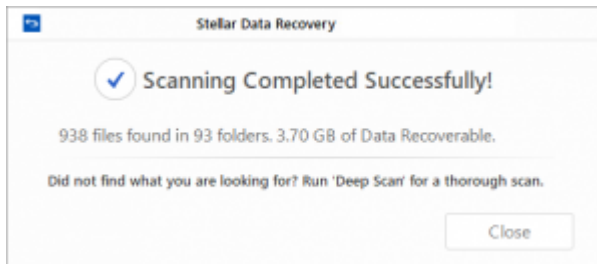 Stellar Data Recovery
Scanning Completed Successfully!
938 files found in 93 folders. 3.70 GB of Data Recoverable.
Did not find what you are looking for? Run 'Deep Scan' for a thorough scan.
Close